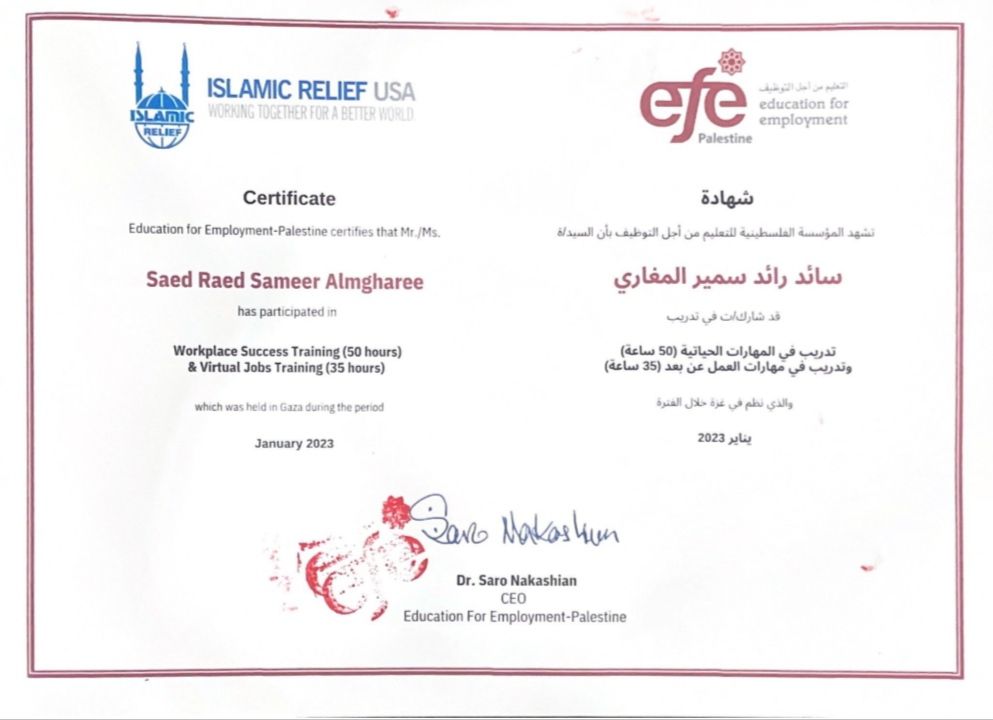 ISLAMIC
RELIEF
ISLAMIC RELIEF USA
WORKING TOGETHER FOR A BETTER WORLD
efe
Palestine
التعليم من أجل التوظيف
education for
employment
Certificate
Education for Employment-Palestine certifies that Mr./Ms.
Saed Raed Sameer Almgharee
has participated in
Workplace Success Training (50 hours)
& Virtual Jobs Training (35 hours)
which was held in Gaza during the period
January 2023
شهادة
تشهد المؤسسة الفلسطينية للتعليم من أجل التوظيف بأن السيد/ة
سائد رائد سمير المغاري
قد شارك/ت في تدريب
تدريب في المهارات الحياتية (50 ساعة)
وتدريب في مهارات العمل عن بعد (35 ساعة)
والذي نظم في غزة خلال الفترة
يناير 2023
Saro Nakashian
Dr. Saro Nakashian
CEO
Education For Employment-Palestine